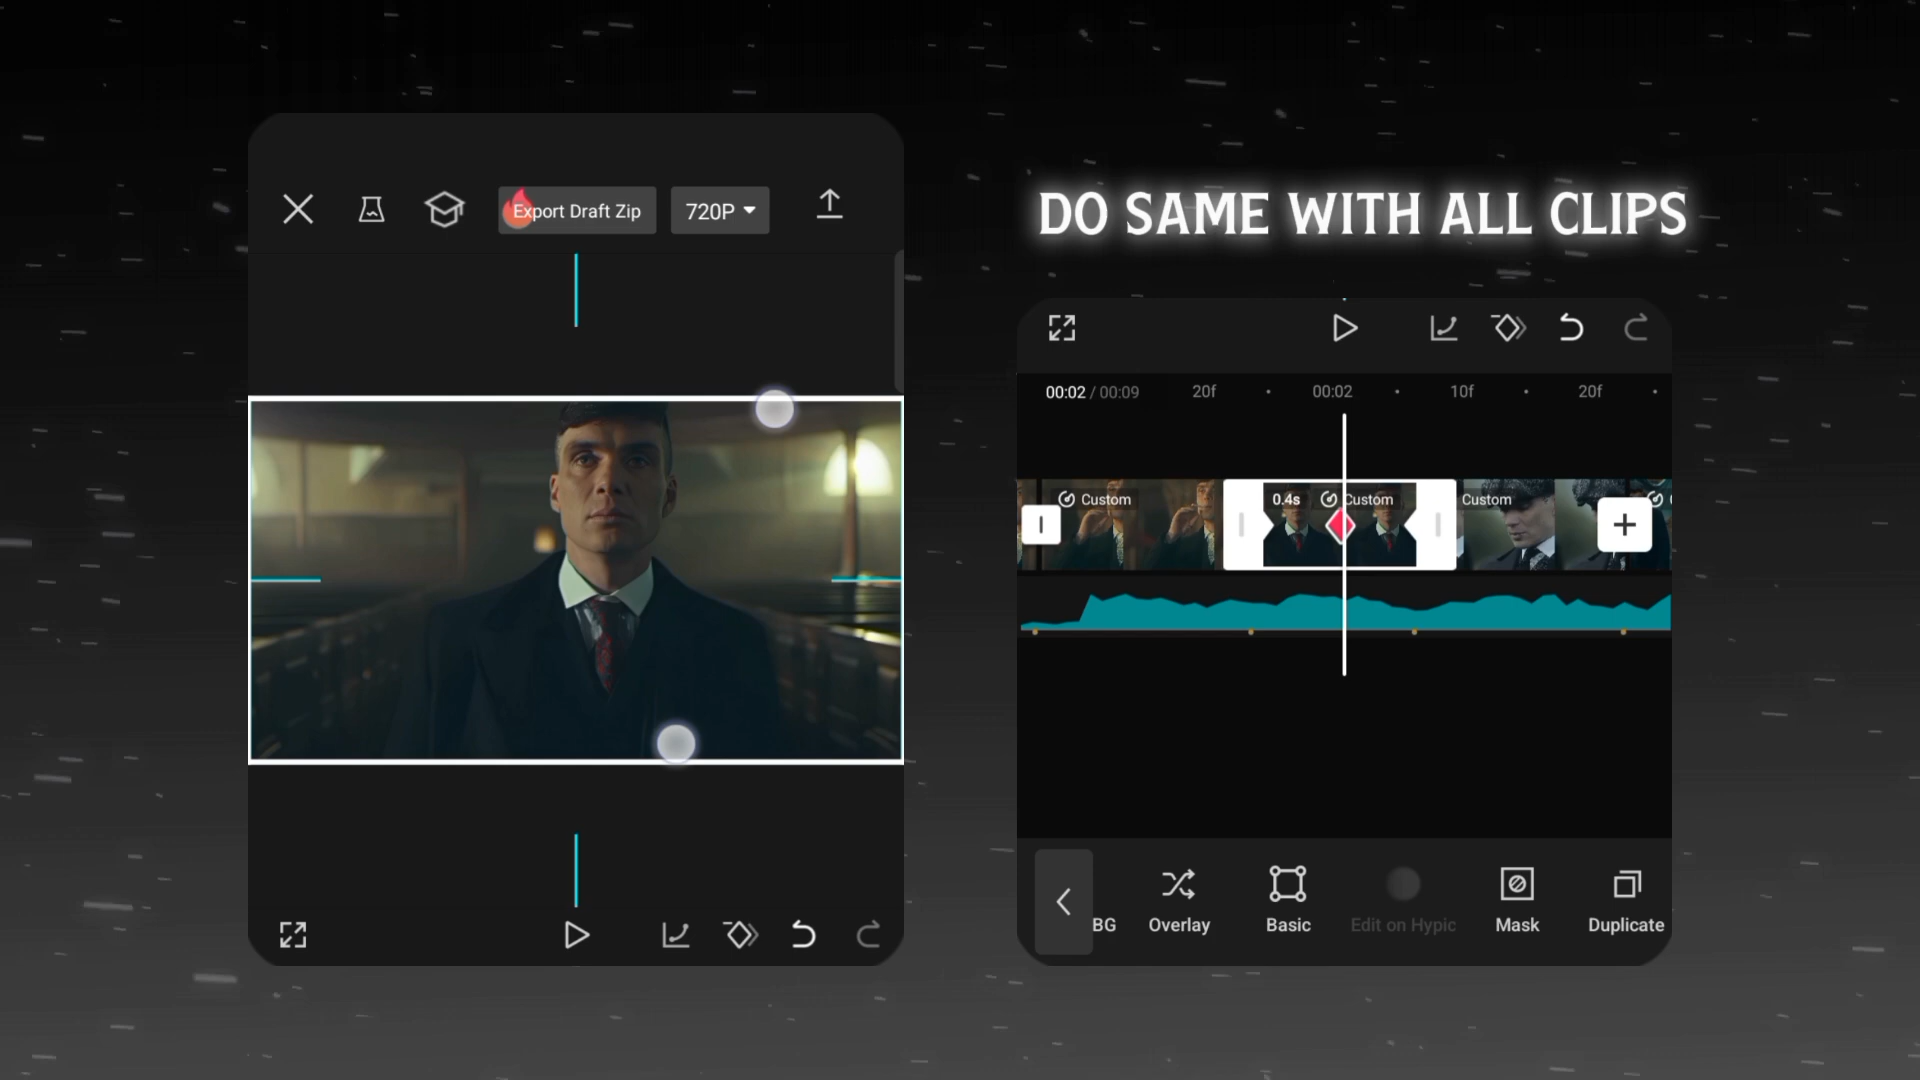 Export Draft Zip
720P
DO SAME WITH ALL CLIPS
00:02 / 00:09
20f
00:02
10f
20f
Custom
0.4s
Custom
Custom
BG
Overlay
Basic
Edit on Hypic
Mask
Duplicate